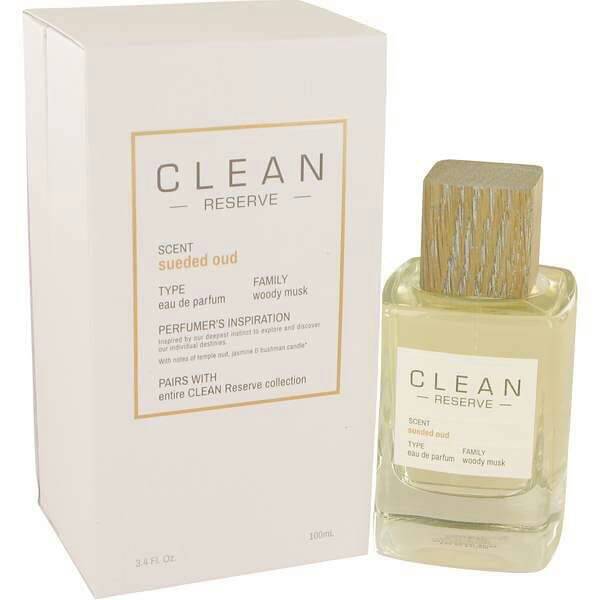 CLEAN
— RESERVE —
SCENT
sueded oud
TYPE FAMILY
eau de parfum woody musk
PERFUMER'S INSPIRATION
Inspired by our deepest instinct to explore and discover
our individual destinies.
With notes of temple oud, jasmine & bushman candle*
PAIRS WITH
entire CLEAN Reserve collection
3.4 FL Oz. 100mL
CLEAN
— RESERVE —
SCENT
sueded oud
TYPE FAMILY
eau de parfum woody musk